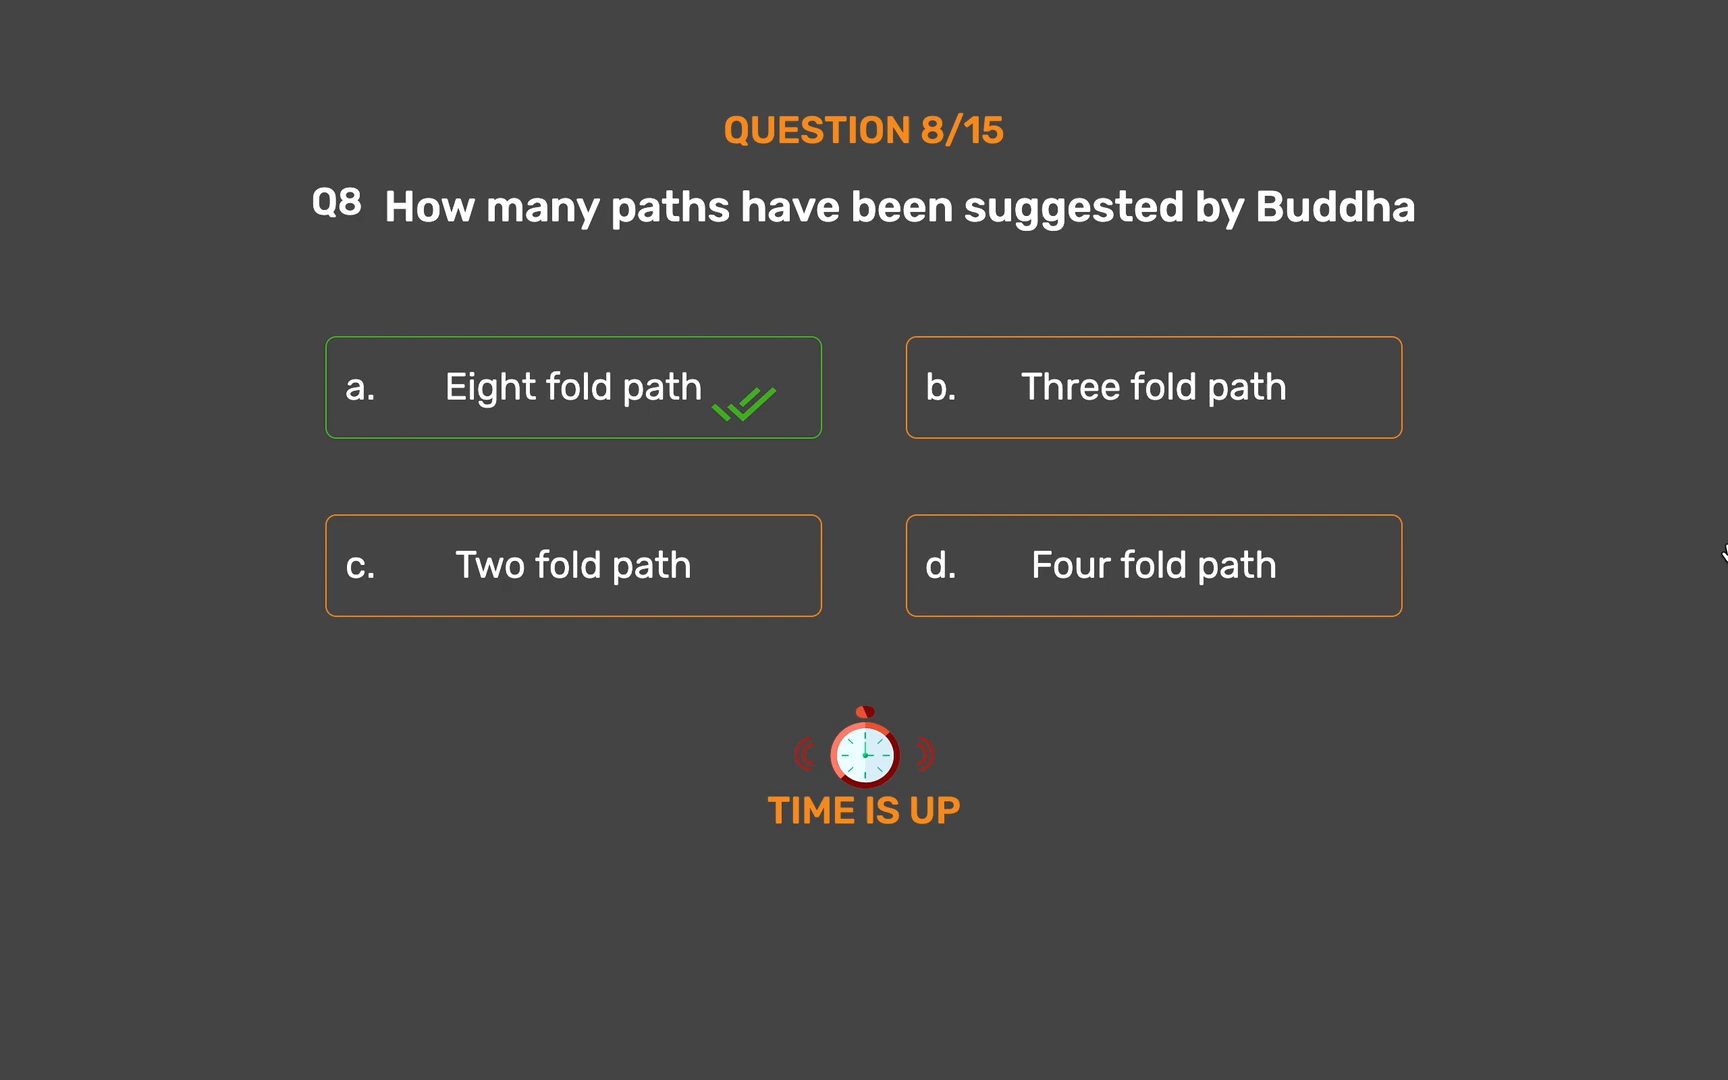 QUESTION 8/15
Q8 How many paths have been suggested by Buddha
a. Eight fold path
b. Three fold path
c. Two fold path
d. Four fold path
TIME IS UP